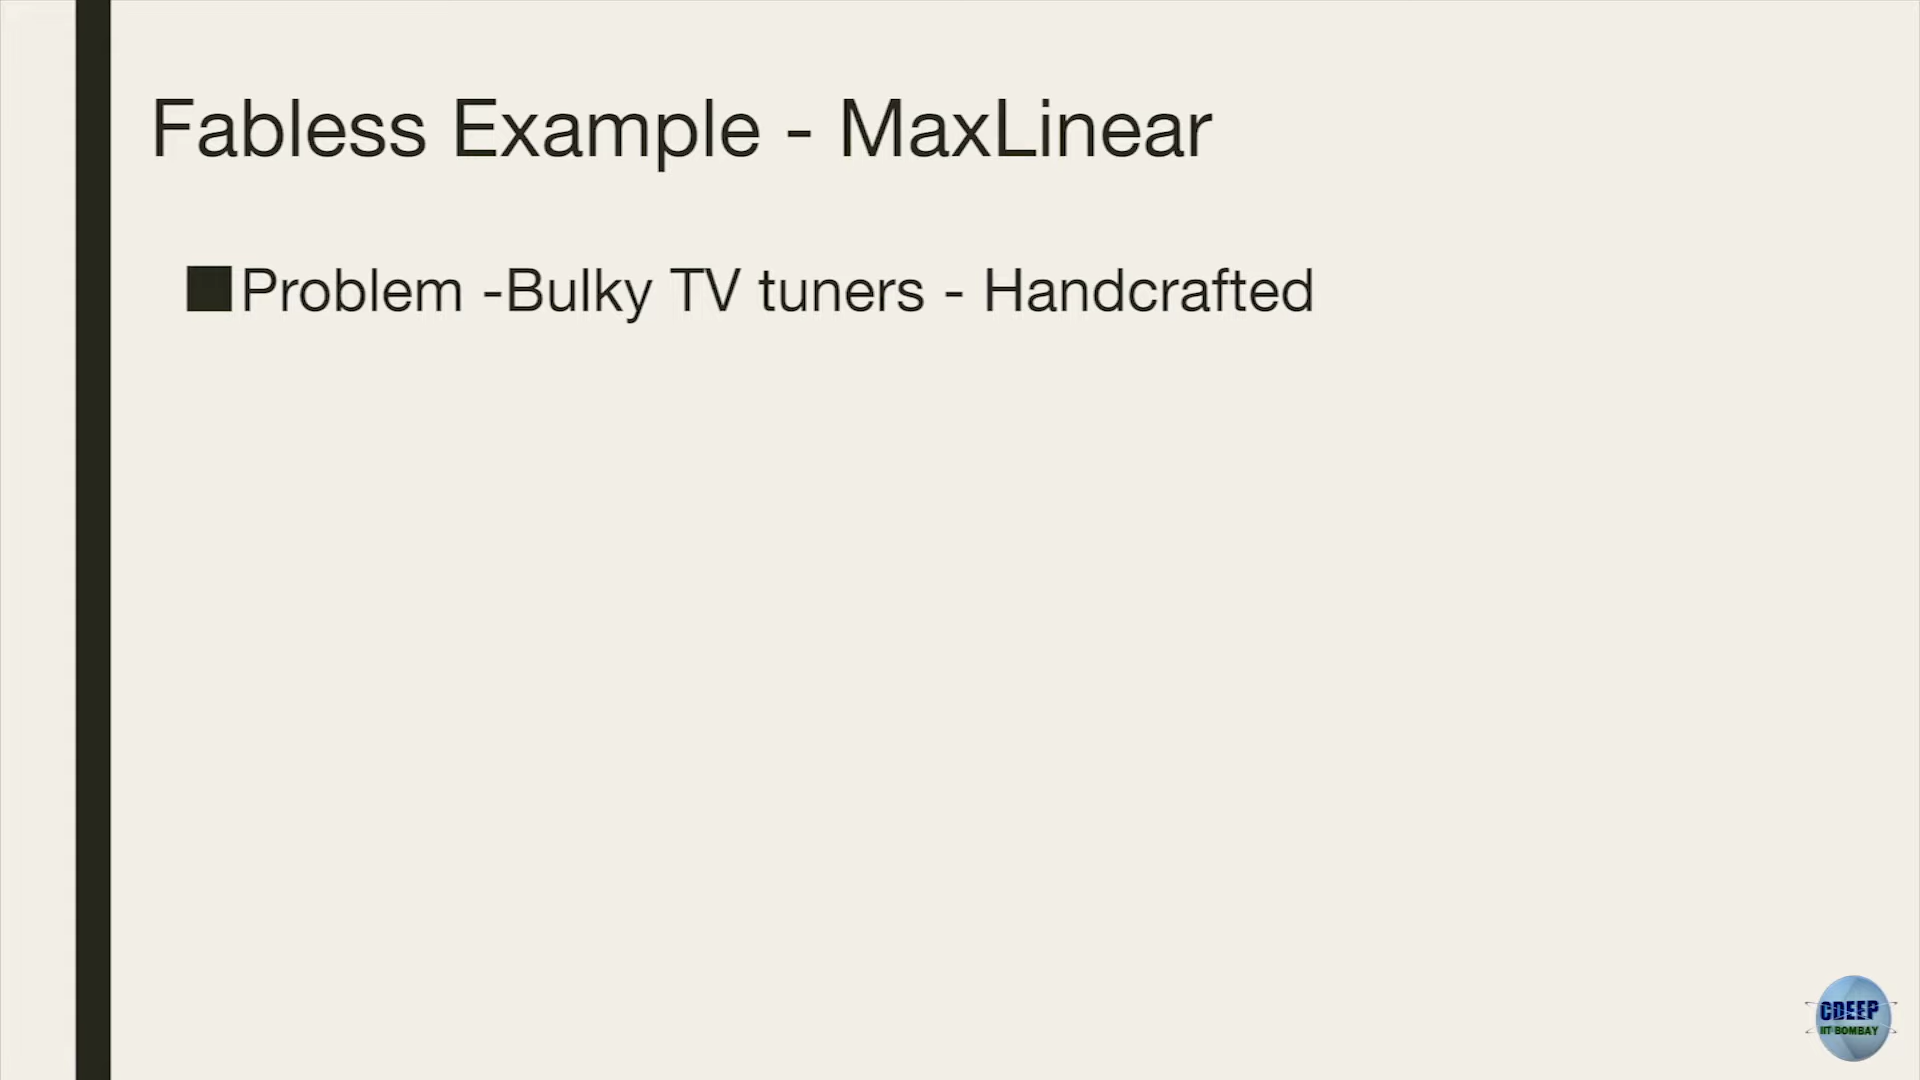 Fabless Example - MaxLinear
Problem -Bulky TV tuners - Handcrafted
CDEEP
IIT BOMBAY